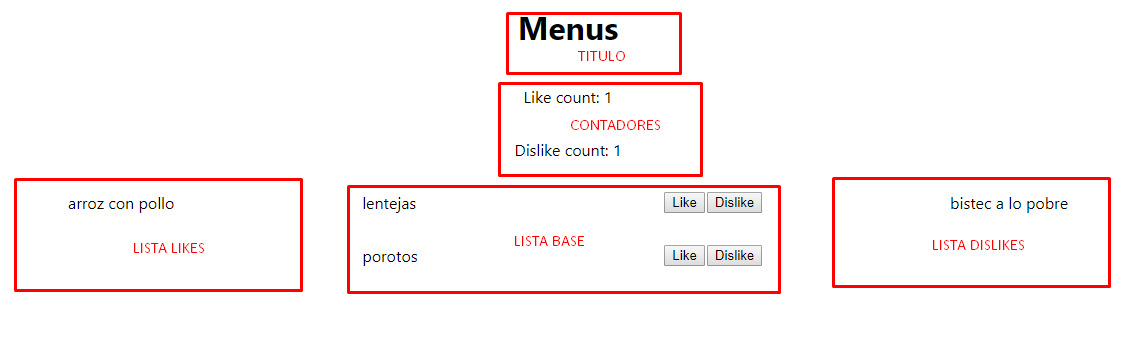 Menus
TITULO
Like count: 1
CONTADORES
Dislike count: 1
arroz con pollo
LISTA LIKES
lentejas Like Dislike
LISTA BASE
porotos Like Dislike
bistec a lo pobre
LISTA DISLIKES